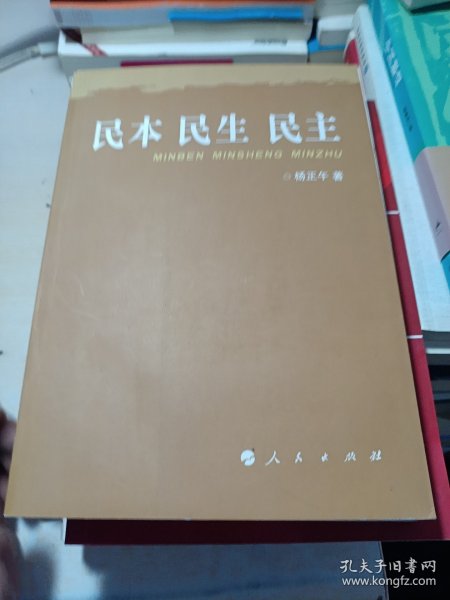 民本 民生 民主
MINBEN MINSHENG MINZHU
杨正午 著
人民出版社
孔夫子旧书网
www.kongfz.com